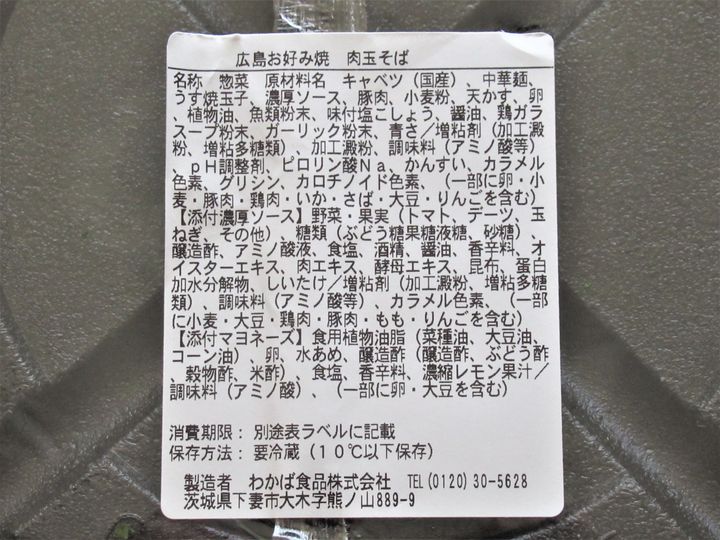 広島お好み焼　肉玉そば
名称　惣菜　原材料名　キャベツ（国産）、中華麺、
うす焼玉子、濃厚ソース、豚肉、小麦粉、天かす、卵
、植物油、魚類粉末、味付塩こしょう、醤油、鶏ガラ
スープ粉末、ガーリック粉末、青さ／増粘剤（加工澱
粉、増粘多糖類）、加工澱粉、調味料（アミノ酸等）
、ｐＨ調整剤、ピロリン酸Ｎａ、かんすい、カラメル
色素、グリシン、カロチノイド色素、（一部に卵・小
麦・豚肉・鶏肉・いか・さば・大豆・りんごを含む）
【添付濃厚ソース】野菜・果実（トマト、デーツ、玉
ねぎ、その他）、糖類（ぶどう糖果糖液糖、砂糖）、
醸造酢、アミノ酸液、食塩、酒精、醤油、香辛料、オ
イスターエキス、肉エキス、酵母エキス、昆布、蛋白
加水分解物、しいたけ／増粘剤（加工澱粉、増粘多糖
類）、調味料（アミノ酸等）、カラメル色素、（一部
に小麦・大豆・鶏肉・豚肉・もも・りんごを含む）
【添付マヨネーズ】食用植物油脂（菜種油、大豆油、
コーン油）　卵、水あめ、醸造酢（醸造酢、ぶどう酢
、穀物酢、米酢）、食塩、香辛料、濃縮レモン果汁／
調味料（アミノ酸）、（一部に卵・大豆を含む）
消費期限：別途表ラベルに記載
保存方法：要冷蔵（１０℃以下保存）
製造者　わかば食品株式会社　TEL(0120)30-5628
茨城県下妻市大木字熊ノ山889-9